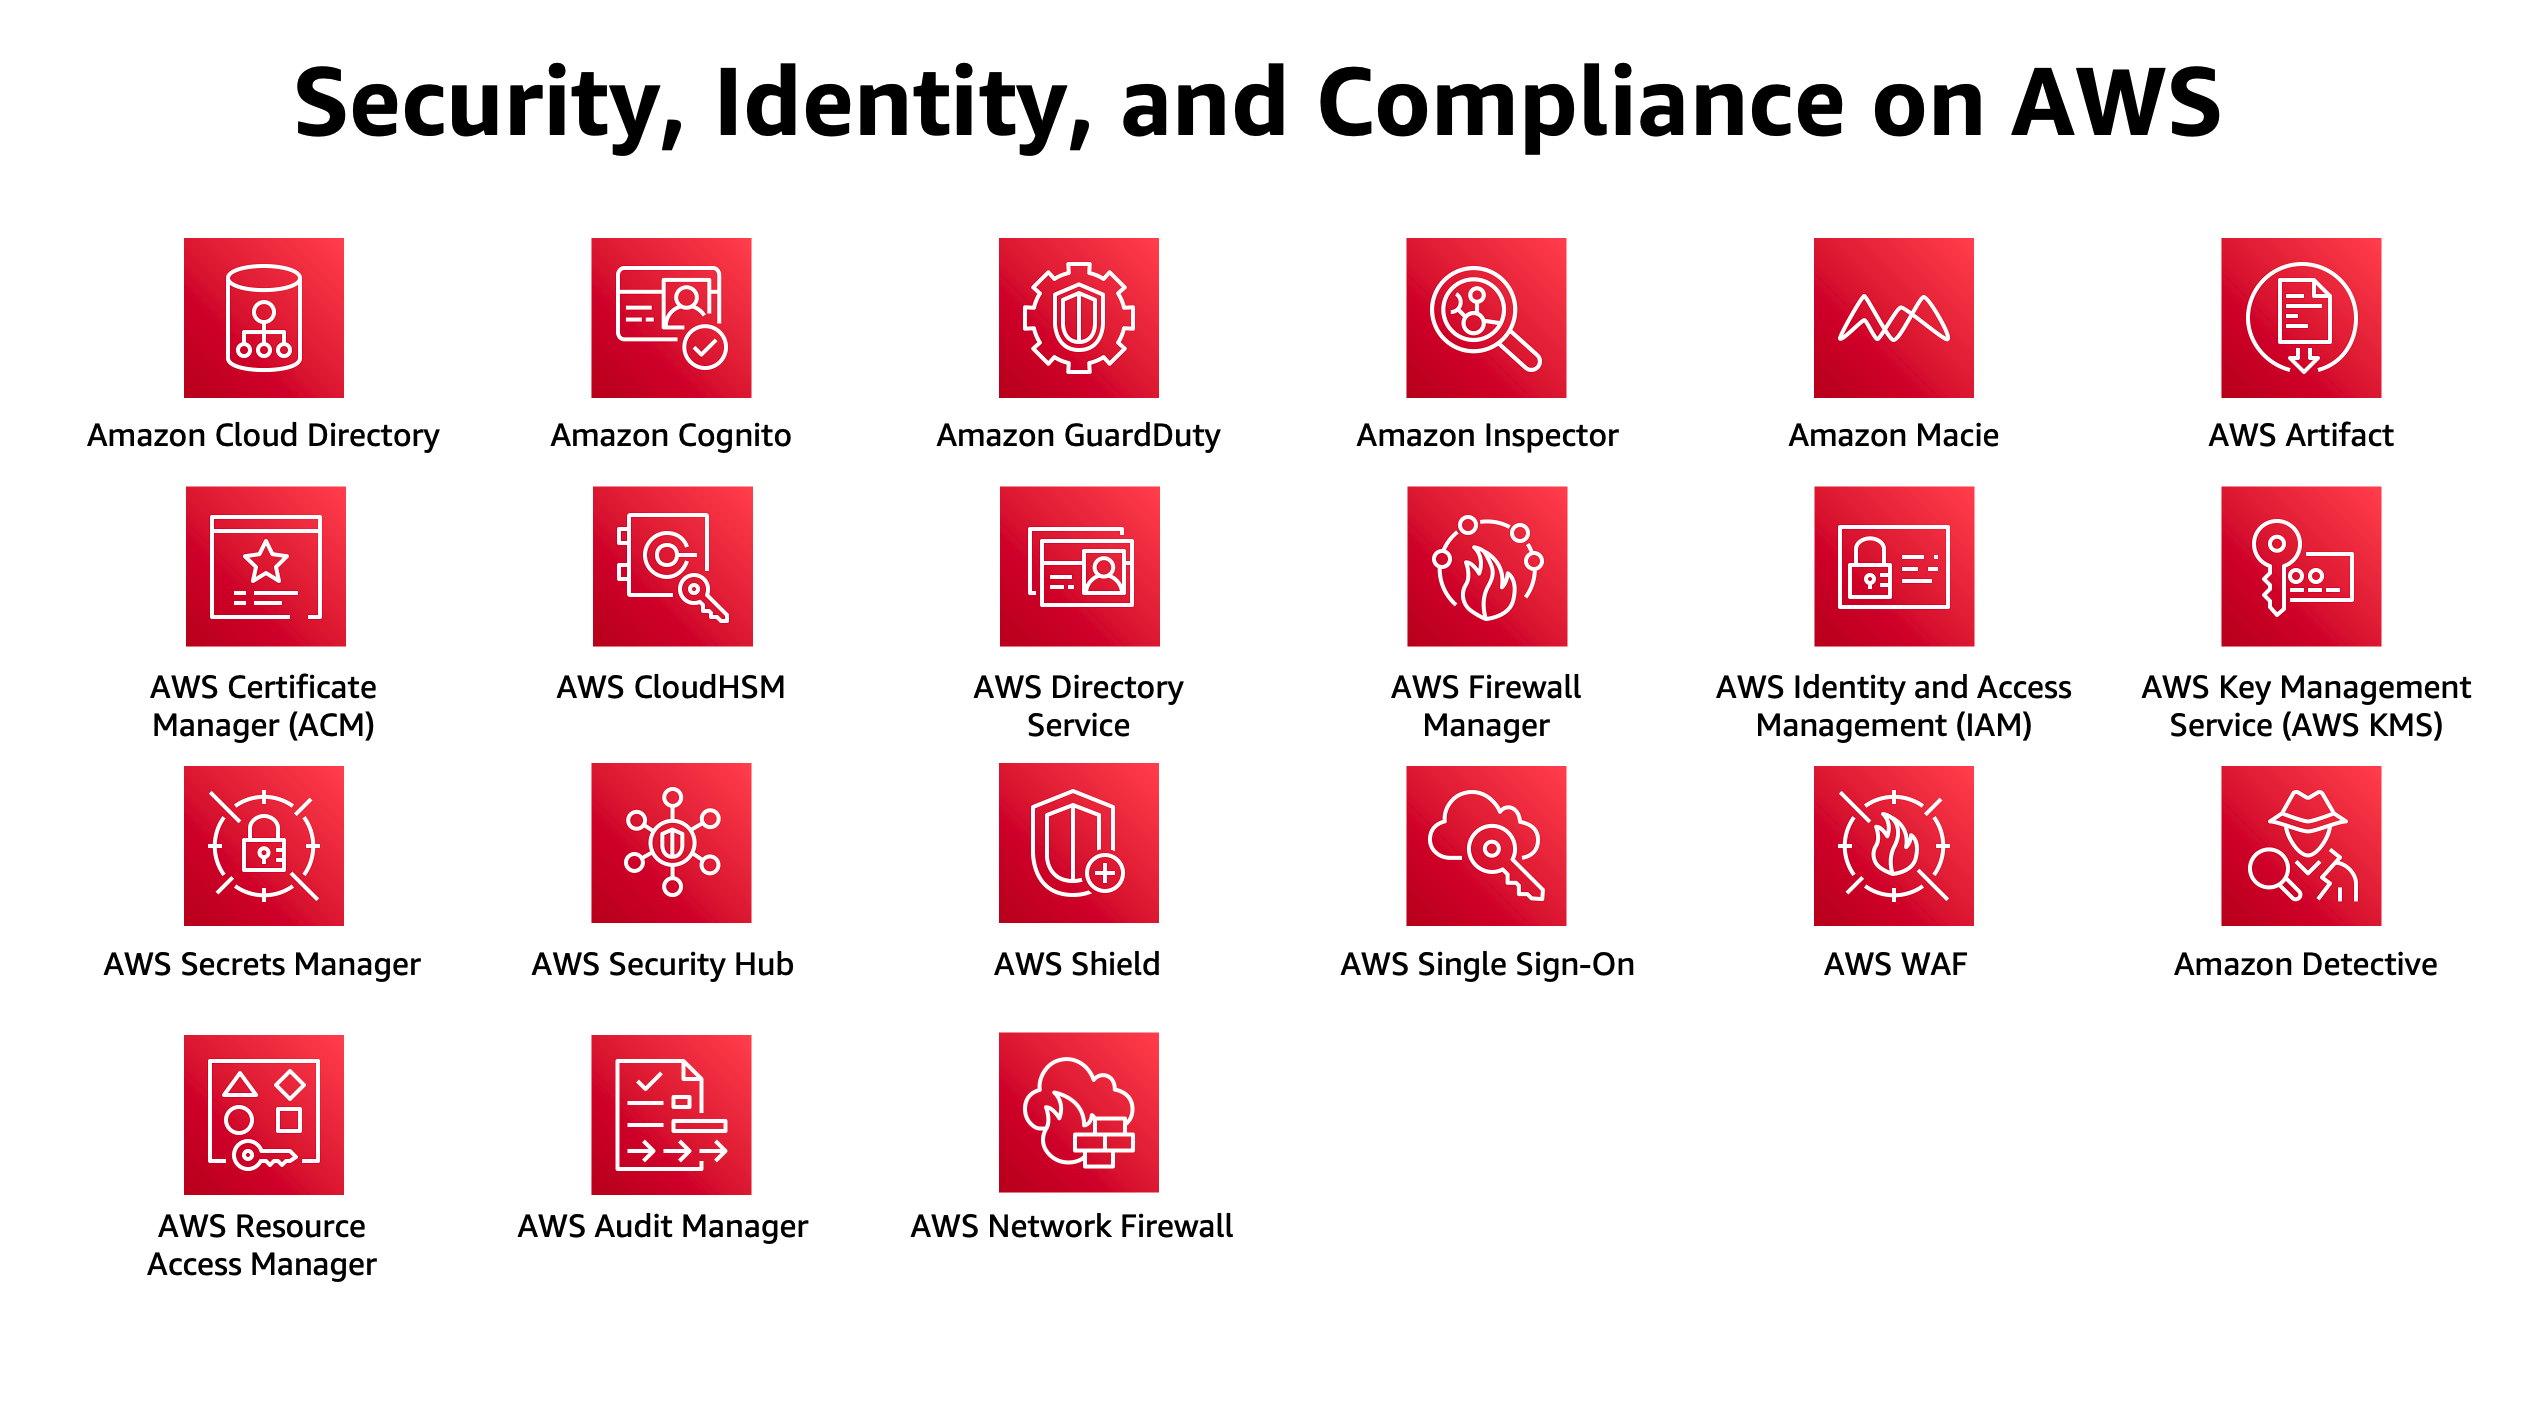 Security, Identity, and Compliance on AWS
Amazon Cloud Directory
Amazon Cognito
Amazon GuardDuty
Amazon Inspector
Amazon Macie
AWS Artifact
AWS Certificate
Manager (ACM)
AWS CloudHSM
AWS Directory
Service
AWS Firewall
Manager
AWS Identity and Access
Management (IAM)
AWS Key Management
Service (AWS KMS)
AWS Secrets Manager
AWS Security Hub
AWS Shield
AWS Single Sign-On
AWS WAF
Amazon Detective
AWS Resource
Access Manager
AWS Audit Manager
AWS Network Firewall